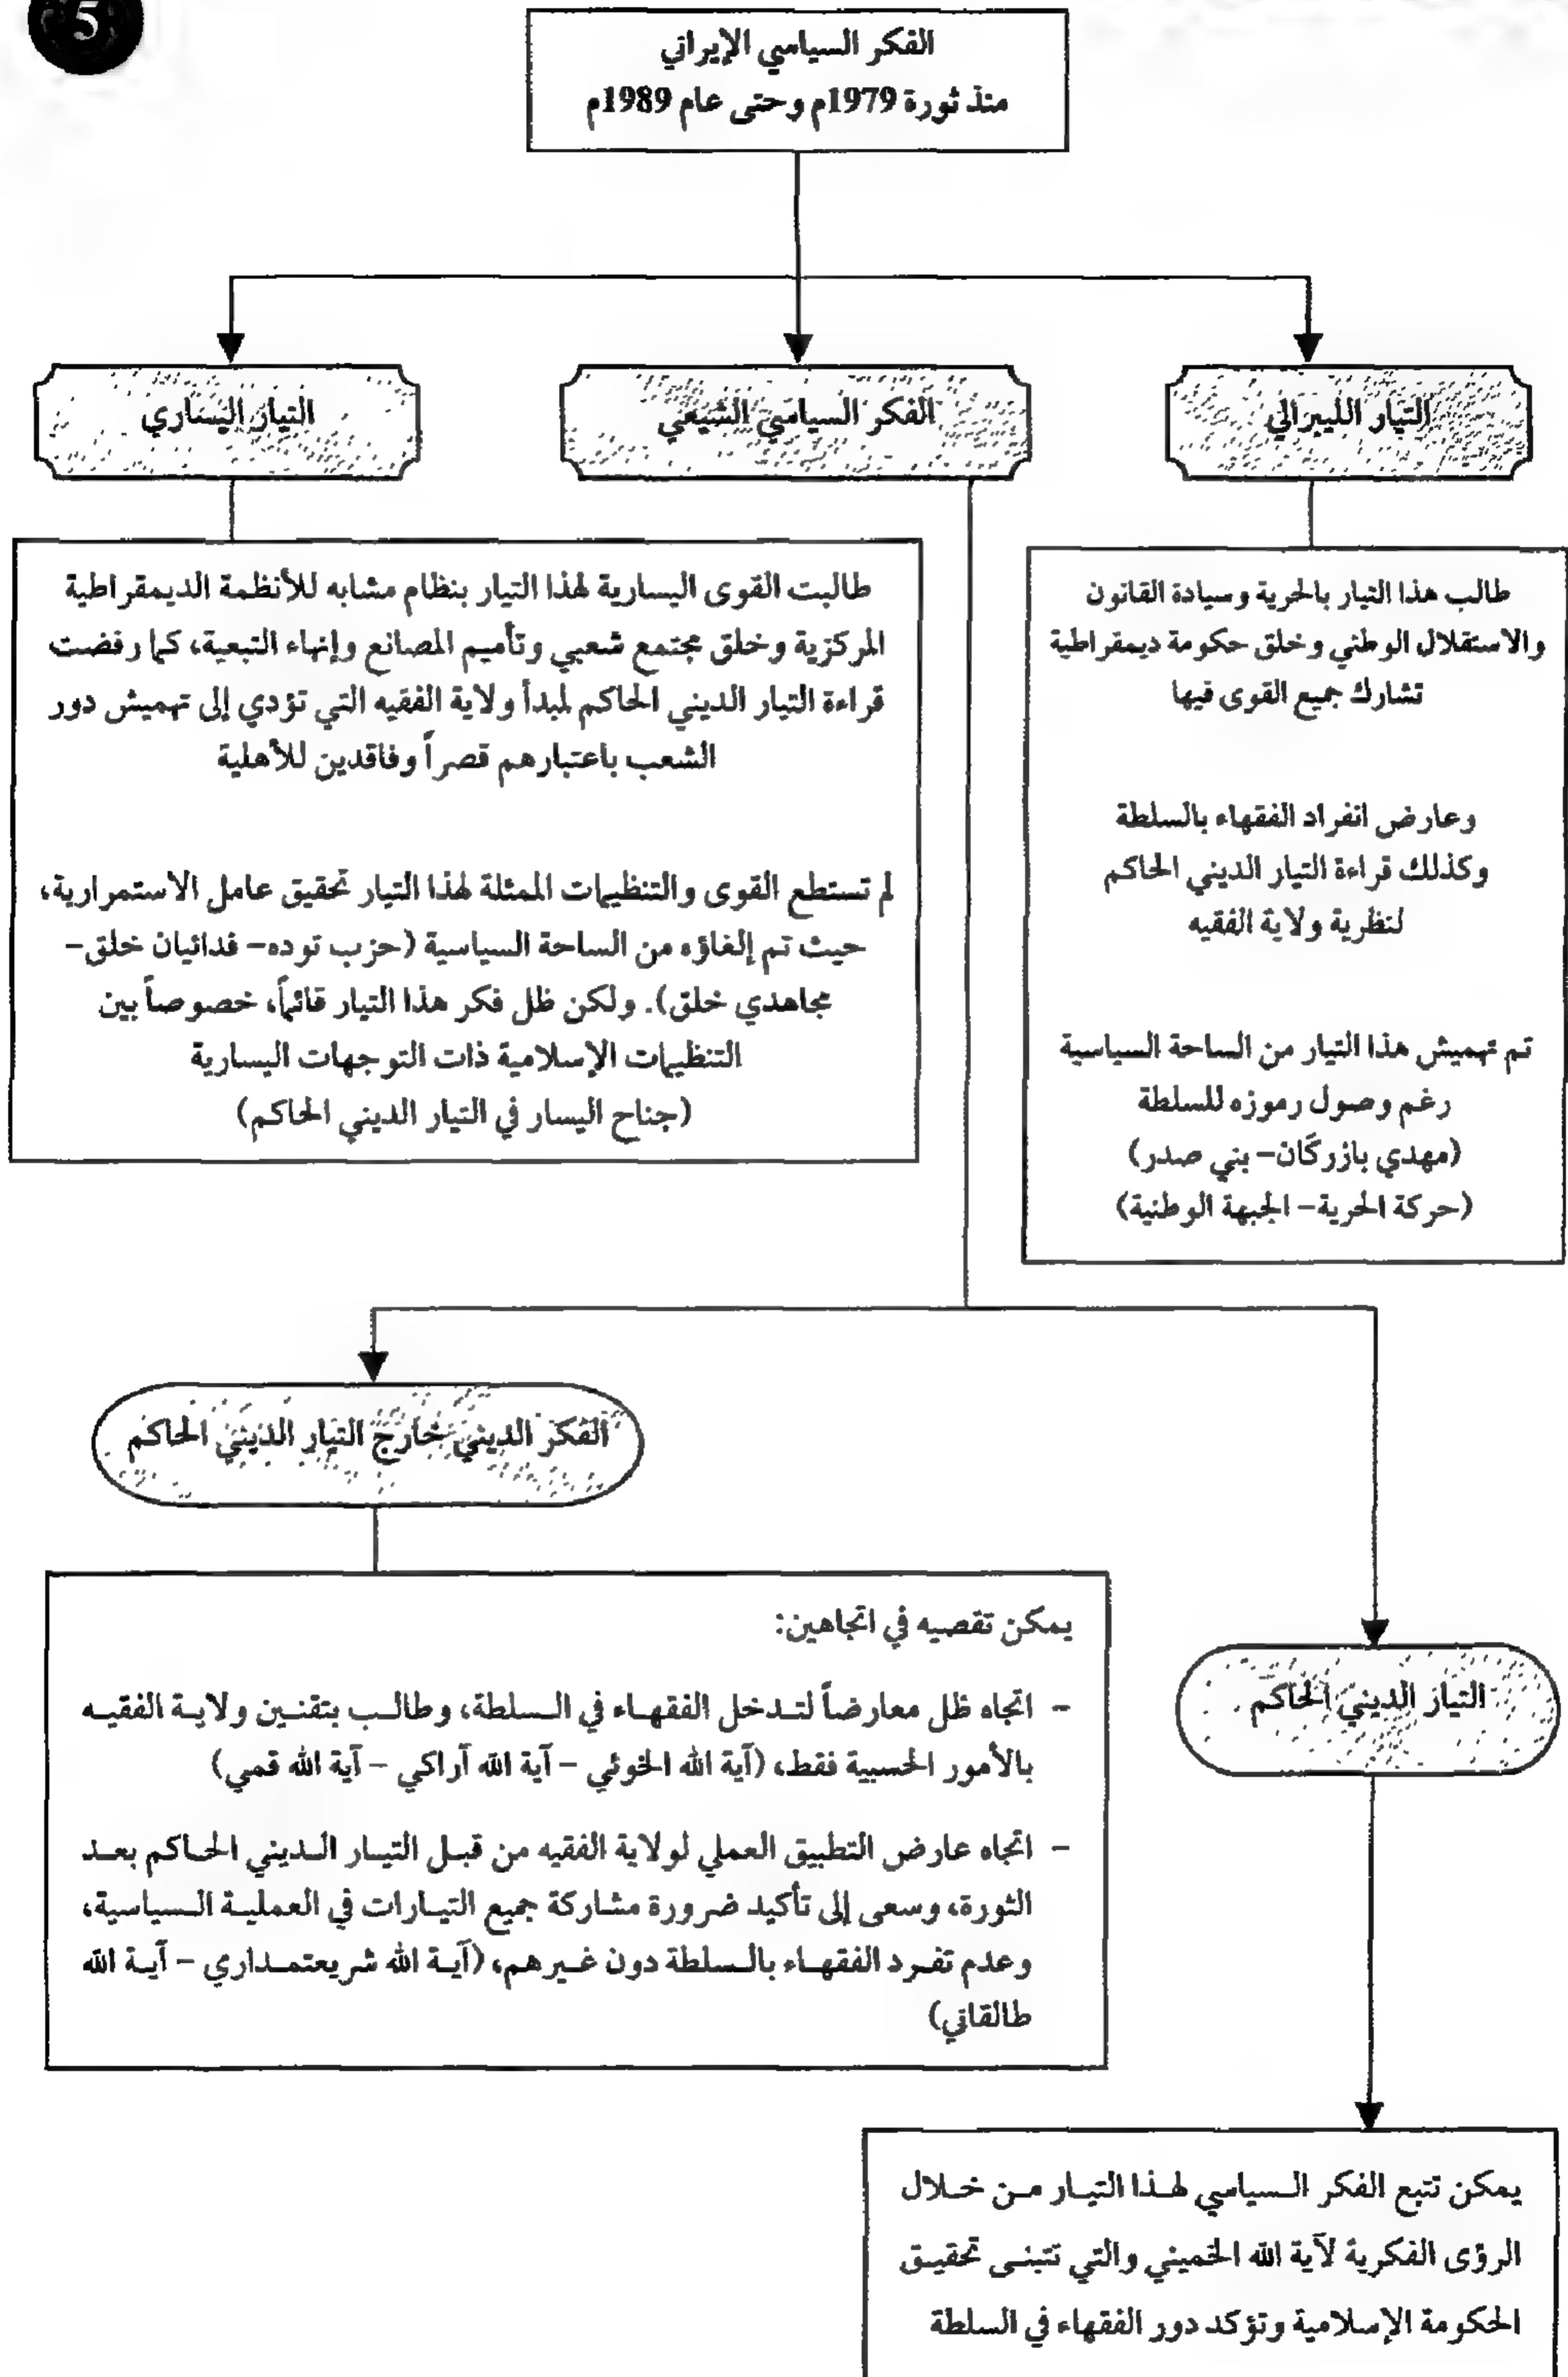 5
الفكر السياسي الإيراني
منذ ثورة 1979م وحتى عام 1989م
التيار الليبرالي
الفكر السياسي الشيعي
التيار اليساري
طالب هذا التيار بالحرية وسيادة القانون
والاستقلال الوطني وخلق حكومة ديمقراطية
تشارك جميع القوى فيها
وعارض انفراد الفقهاء بالسلطة
وكذلك قراءة التيار الديني الحاكم
لنظرية ولاية الفقيه
تم تهميش هذا التيار من الساحة السياسية
رغم وصول رموزه للسلطة
(مهدي بازرگان- بني صدر)
(حركة الحرية- الجبهة الوطنية)
طالبت القوى اليسارية لهذا التيار بنظام مشابه للأنظمة الديمقراطية
المركزية وخلق مجتمع شعبي وتأميم المصانع وإنهاء التبعية، كما رفضت
قراءة التيار الديني الحاكم لمبدأ ولاية الفقيه التي تؤدي إلى تهميش دور
الشعب باعتبارهم قصراً وفاقدين للأهلية
لم تستطع القوى والتنظيمات الممثلة لهذا التيار تحقيق عامل الاستمرارية،
حيث تم إلغاؤه من الساحة السياسية (حزب توده- فدائيان خلق-
مجاهدي خلق). ولكن ظل فكر هذا التيار قائماً، خصوصاً بين
التنظيمات الإسلامية ذات التوجهات اليسارية
(جناح اليسار في التيار الديني الحاكم)
الفكر الديني خارج التيار الديني الحاكم
يمكن تقصيه في اتجاهين:
- اتجاه ظل معارضاً لتدخل الفقهاء في السلطة، وطالب بتقنين ولاية الفقيه
بالأمور الحسبية فقط، (آية الله الخوئي - آية الله آراكي - آية الله قمي)
- اتجاه عارض التطبيق العملي لولاية الفقيه من قبل التيار الديني الحاكم بعد
الثورة، وسعى إلى تأكيد ضرورة مشاركة جميع التيارات في العملية السياسية،
وعدم تفرد الفقهاء بالسلطة دون غيرهم، (آية الله شريعتمداري - آية الله
طالقاني)
التيار الديني الحاكم
يمكن تتبع الفكر السياسي لهذا التيار من خلال
الرؤى الفكرية لآية الله الخميني والتي تتبنى تحقيق
الحكومة الإسلامية وتؤكد دور الفقهاء في السلطة